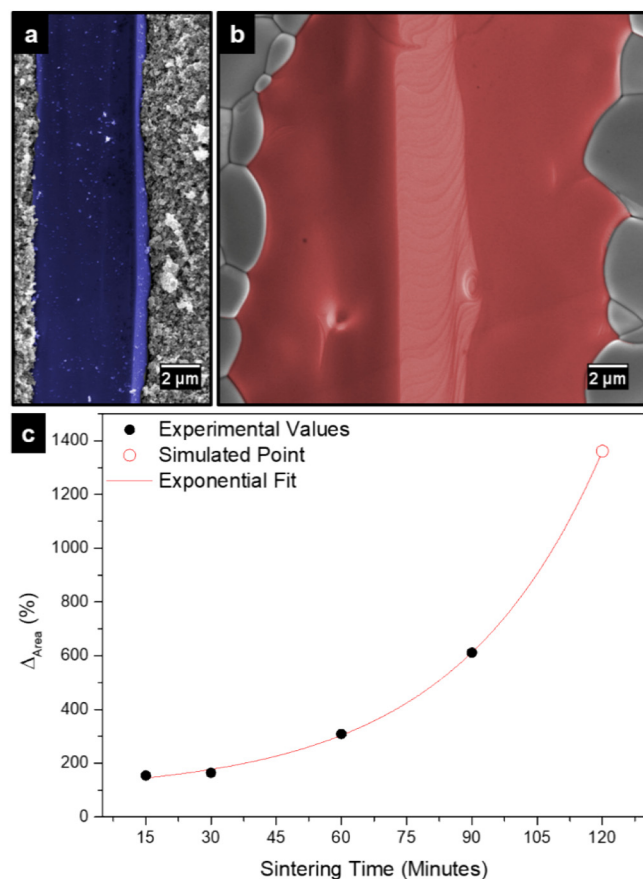 a
b
2 μm
2 μm
c
Experimental Values
Simulated Point
Exponential Fit
1400
1200
1000
800
600
400
200
0
Δ_Area (%)
15 30 45 60 75 90 105 120
Sintering Time (Minutes)